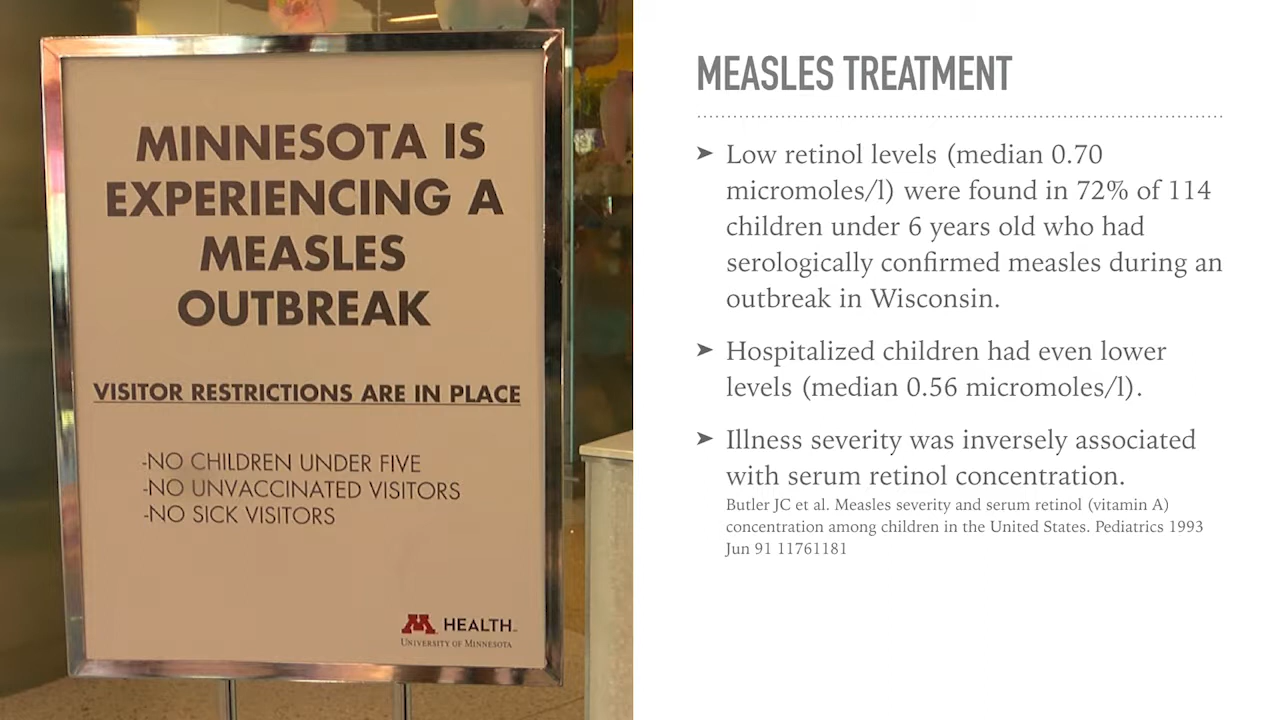 MINNESOTA IS
EXPERIENCING A
MEASLES
OUTBREAK
VISITOR RESTRICTIONS ARE IN PLACE
-NO CHILDREN UNDER FIVE
-NO UNVACCINATED VISITORS
-NO SICK VISITORS
M HEALTH
UNIVERSITY OF MINNESOTA
MEASLES TREATMENT
➤ Low retinol levels (median 0.70
micromoles/l) were found in 72% of 114
children under 6 years old who had
serologically confirmed measles during an
outbreak in Wisconsin.
➤ Hospitalized children had even lower
levels (median 0.56 micromoles/l).
➤ Illness severity was inversely associated
with serum retinol concentration.
Butler JC et al. Measles severity and serum retinol (vitamin A)
concentration among children in the United States. Pediatrics 1993
Jun 91 11761181